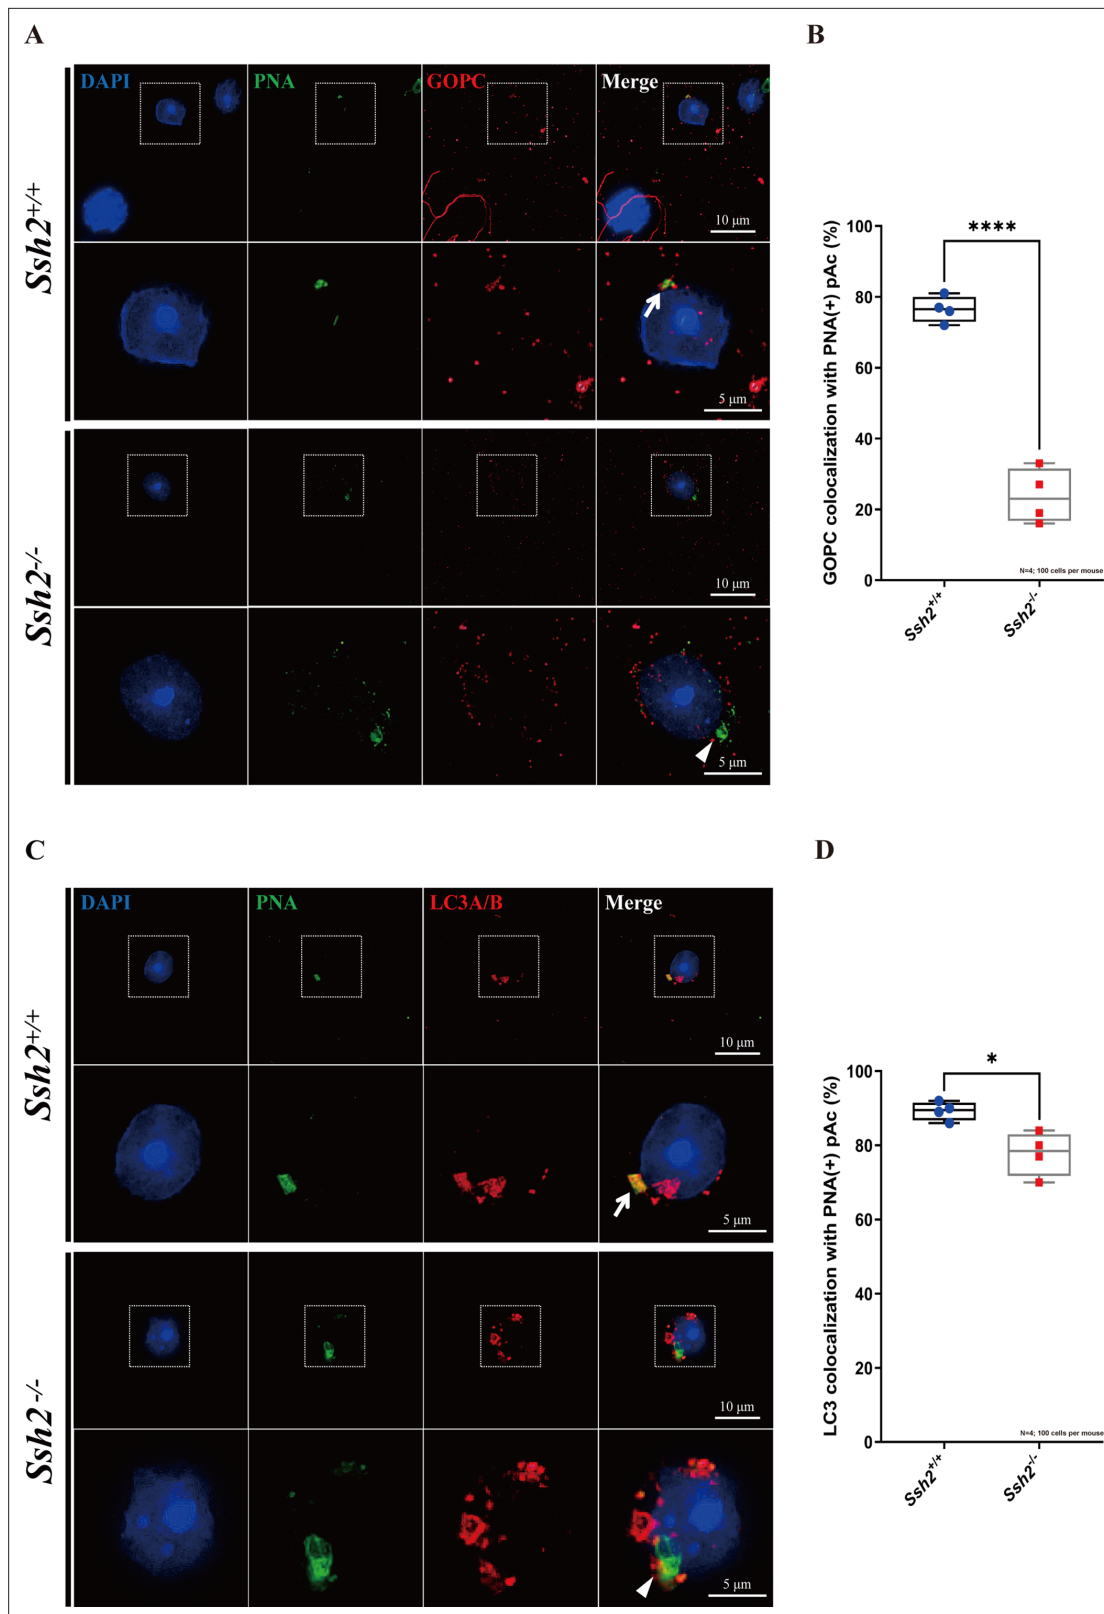 A
DAPI PNA GOPC Merge
Ssh2+/+
10 μm
5 μm
Ssh2-/-
10 μm
5 μm
B
GOPC colocalization with PNA(+) pAc (%)
100
80
60
40
20
0
****
N=4; 100 cells per mouse
Ssh2+/+ Ssh2-/-
C
DAPI PNA LC3A/B Merge
Ssh2+/+
10 μm
5 μm
Ssh2-/-
10 μm
5 μm
D
LC3 colocalization with PNA(+) pAc (%)
100
80
60
40
20
0
*
N=4; 100 cells per mouse
Ssh2+/+ Ssh2-/-